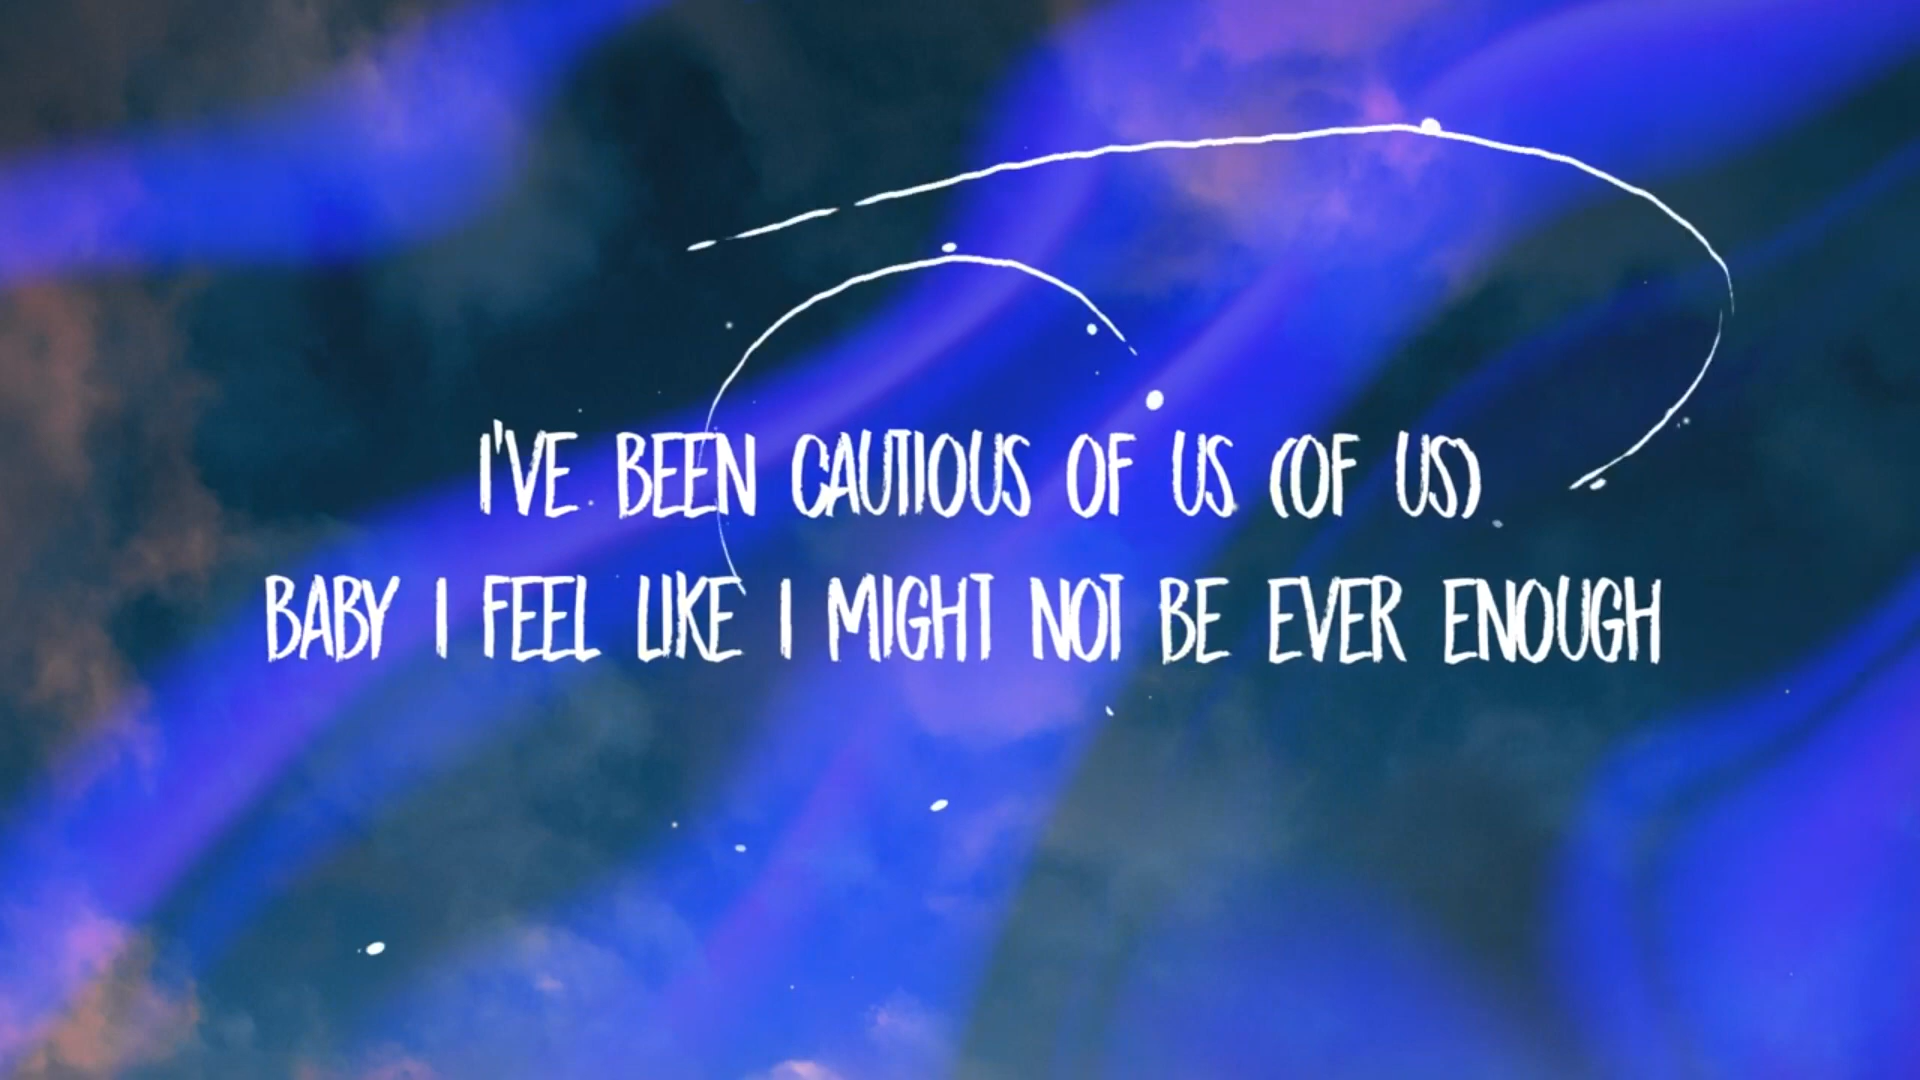 I'VE BEEN CAUTIOUS OF US (OF US)
BABY I FEEL LIKE I MIGHT NOT BE EVER ENOUGH